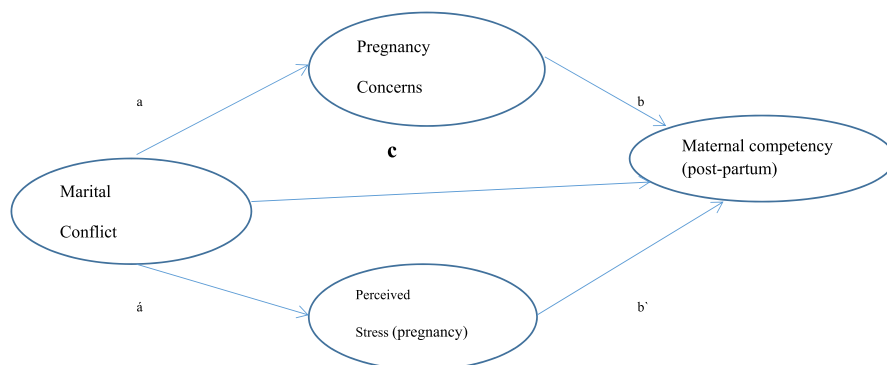 Pregnancy
Concerns
a
b
c
Maternal competency
(post-partum)
Marital
Conflict
Perceived
Stress (pregnancy)
á
b`